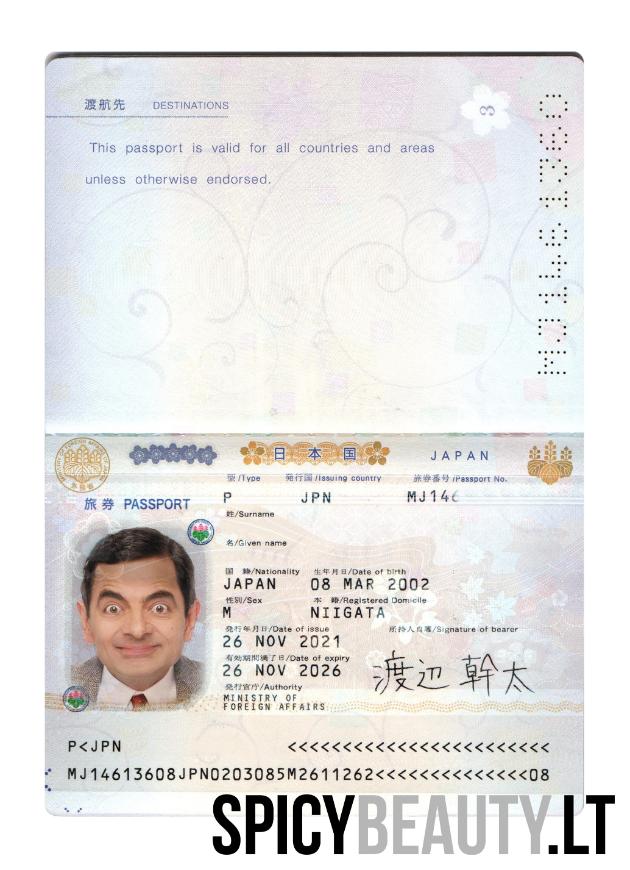 渡航先 DESTINATIONS
This passport is valid for all countries and areas
unless otherwise endorsed.
3
MJ1461360
日本国 JAPAN
型/Type 発行国/Issuing country 旅券番号/Passport No.
旅券 PASSPORT
P JPN MJ146
姓/Surname
名/Given name
国籍/Nationality 生年月日/Date of birth
JAPAN 08 MAR 2002
性別/Sex 本籍/Registered Domicile
M NIIGATA
発行年月日/Date of issue 所持人自署/Signature of bearer
26 NOV 2021
有効期間満了日/Date of expiry
26 NOV 2026
渡辺 幹太
発行官庁/Authority
MINISTRY OF
FOREIGN AFFAIRS
P<JPN <<<<<<<<<<<<<<<<<<<<<<<<<
MJ14613608JPN0203085M2611262<<<<<<<<<<<<<<08
SPICYBEAUTY.LT